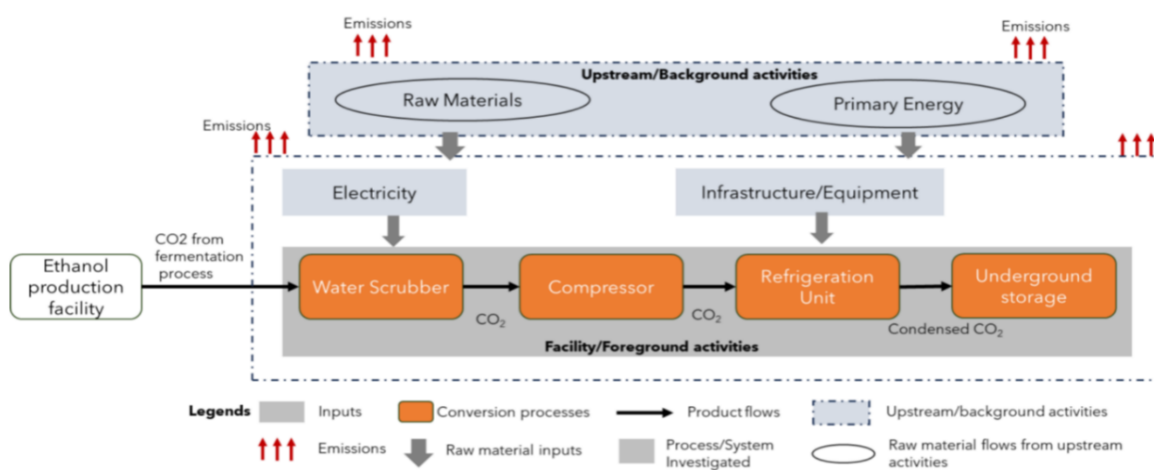 Emissions
Emissions
Upstream/Background activities
Raw Materials
Primary Energy
Emissions
Electricity
Infrastructure/Equipment
CO2 from
fermentation
process
Ethanol
production
facility
Water Scrubber
Compressor
Refrigeration
Unit
Underground
storage
CO₂
CO₂
Condensed CO₂
Facility/Foreground activities
Legends
Inputs
Conversion processes
Product flows
Upstream/background activities
Emissions
Raw material inputs
Process/System
Investigated
Raw material flows from upstream
activities